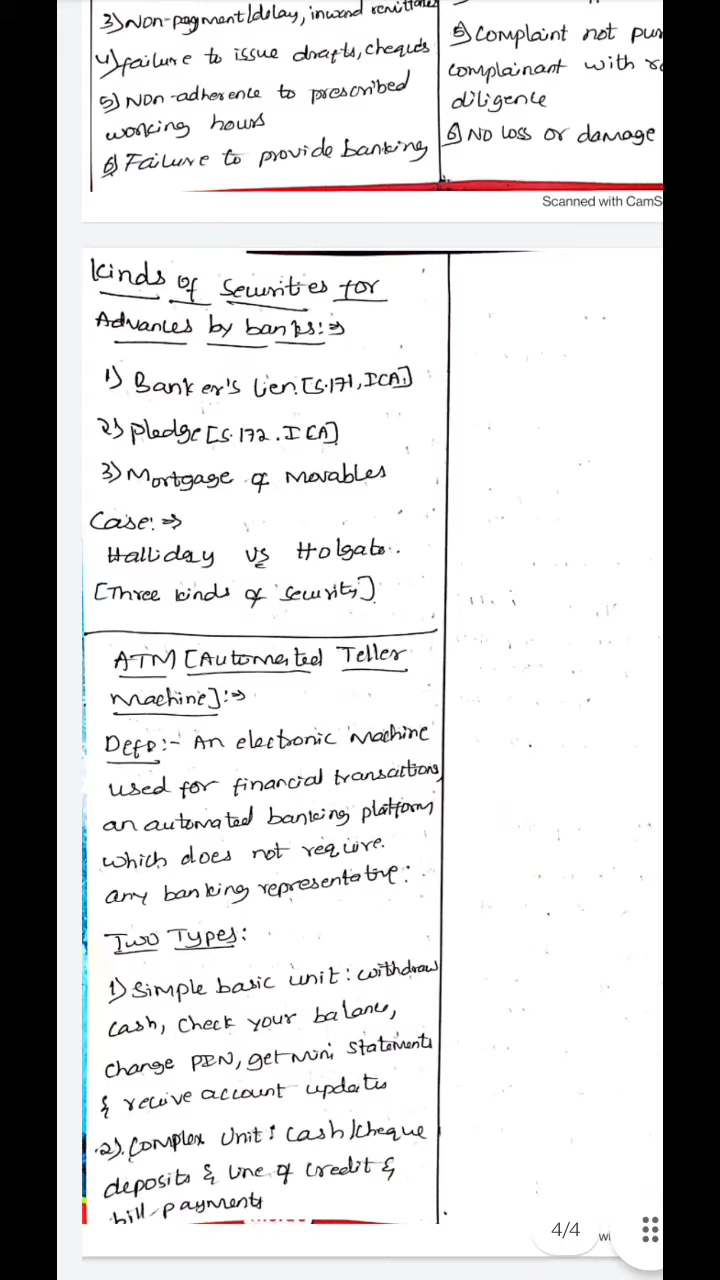 3) Non-payment/delay, inward remittances
4) failure to issue drafts, cheques
5) Non-adherence to prescribed
working hours
6) Failure to provide banking
5) Complaint not pur
complainant with re
diligence
6) No loss or damage
Scanned with CamS
Kinds of Securities for
Advances by banks:⇒
1) Banker's Lien [S.171, ICA]
2) Pledge [S.172. ICA]
3) Mortgage of Movables
Case:⇒
Halliday vs Holgate..
[Three kinds of security]
ATM [Automated Teller
Machine]:⇒
Defn:- An electronic Machine
used for financial transactions,
an automated banking platform,
which does not require.
any banking representative:
Two Types:
1) Simple basic unit: withdraw
cash, check your balance,
change PIN, get mini statements
& receive account updates
2). Complex Unit: cash/cheque
deposits & line of credit &
bill payments
4/4
wi